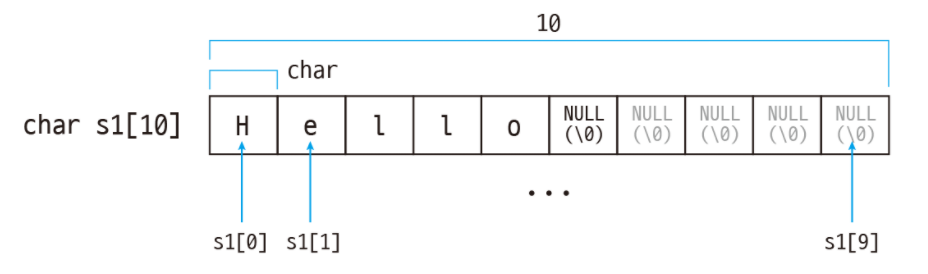 10
char
char s1[10]
H e l l o NULL NULL NULL NULL NULL
(\0) (\0) (\0) (\0) (\0)
...
s1[0] s1[1] s1[9]